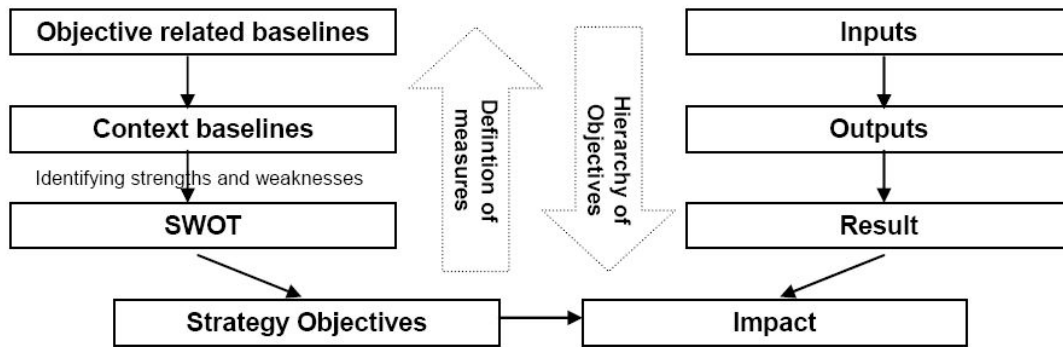 Objective related baselines
Inputs
Context baselines
Defintion of
measures
Hierarchy of
Objectives
Outputs
Identifying strengths and weaknesses
SWOT
Result
Strategy Objectives
Impact